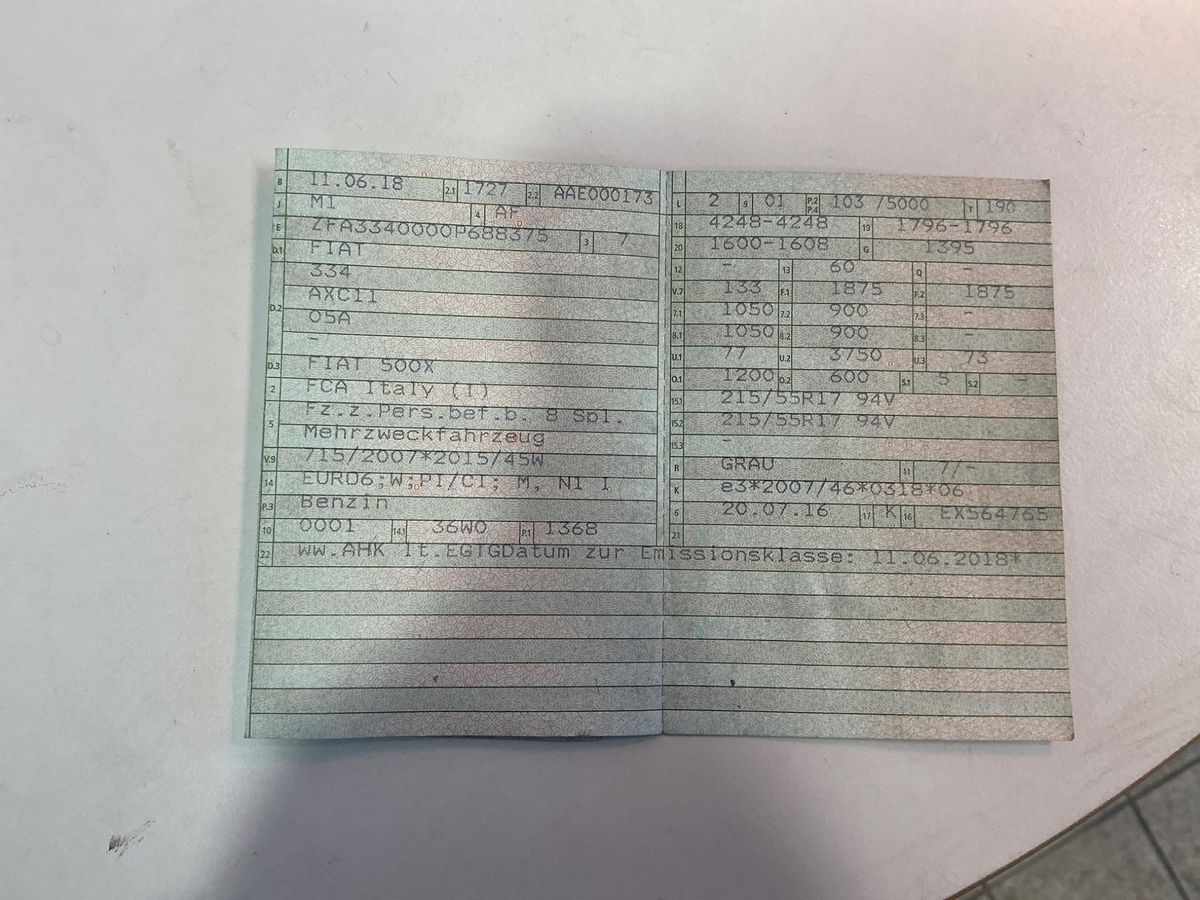 B 11.06.18 2.1 1727 2.2 AAE000173
J M1 4 AF
E ZFA3340000P688375 3 7
D.1 FIAT
D.2 334
AXC11
05A
-
D.3 FIAT 500X
2 FCA Italy (I)
5 Fz.z.Pers.bef.b. 8 Spl.
Mehrzweckfahrzeug
V.9 715/2007*2015/45W
14 EURO6;W;PI/CI; M, N1 I
P.3 Benzin
10 0001 14.1 36W0 P.1 1368
L 2 9 01 P.2 P.4 103 /5000 T 190
18 4248-4248 19 1796-1796
20 1600-1608 G 1395
12 - 13 60 Q -
V.7 133 F.1 1875 F.2 1875
7.1 1050 7.2 900 7.3 -
8.1 1050 8.2 900 8.3 -
U.1 77 U.2 3750 U.3 73
O.1 1200 O.2 600 S.1 5 S.2 -
15.1 215/55R17 94V
15.2 215/55R17 94V
15.3 -
R GRAU 11 7/-
K e3*2007/46*0318*06
6 20.07.16 17 K 16 EX564765
21
22 WW.AHK lt.EGTGDatum zur Emissionsklasse: 11.06.2018*